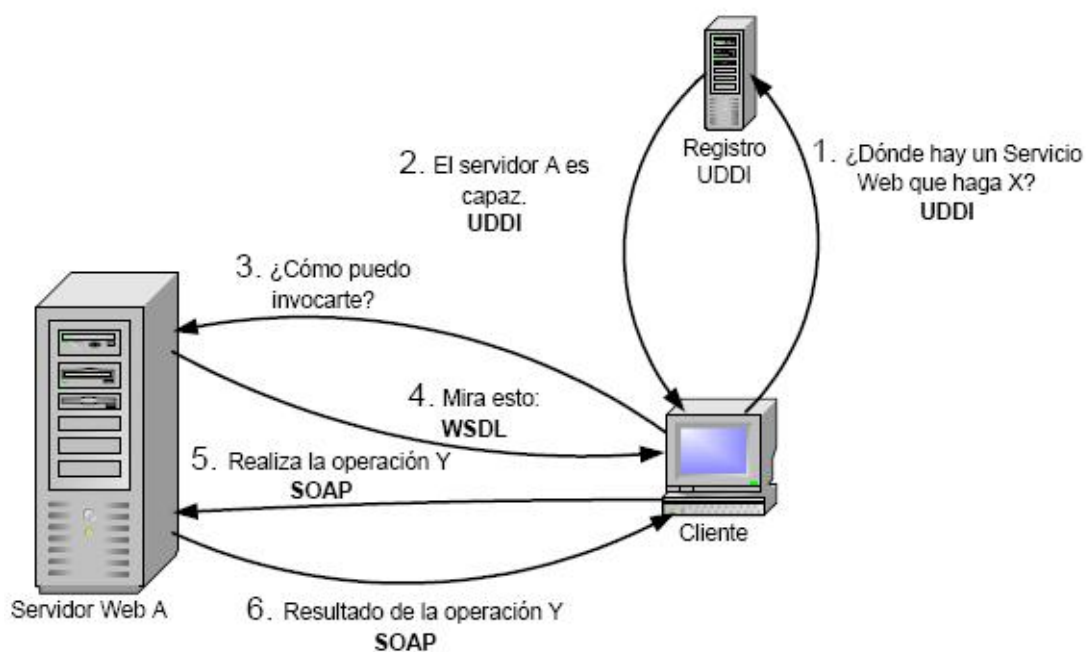 Registro
UDDI
1. ¿Dónde hay un Servicio
Web que haga X?
UDDI
2. El servidor A es
capaz.
UDDI
3. ¿Cómo puedo
invocarte?
4. Mira esto:
WSDL
5. Realiza la operación Y
SOAP
Cliente
Servidor Web A
6. Resultado de la operación Y
SOAP